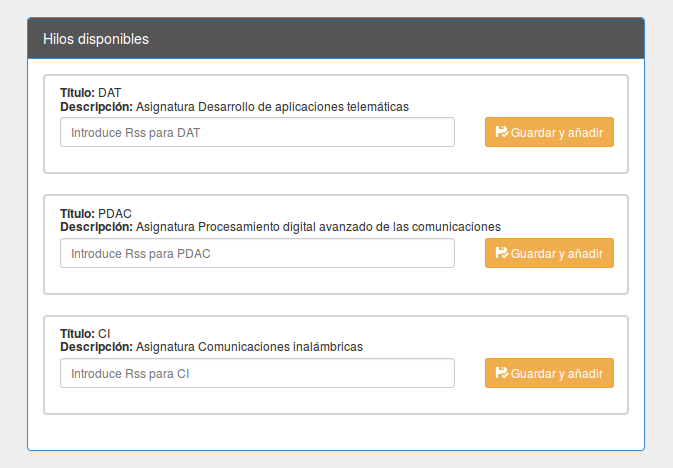 Hilos disponibles
Título: DAT
Descripción: Asignatura Desarrollo de aplicaciones telemáticas
Introduce Rss para DAT
Guardar y añadir
Título: PDAC
Descripción: Asignatura Procesamiento digital avanzado de las comunicaciones
Introduce Rss para PDAC
Guardar y añadir
Título: CI
Descripción: Asignatura Comunicaciones inalámbricas
Introduce Rss para CI
Guardar y añadir